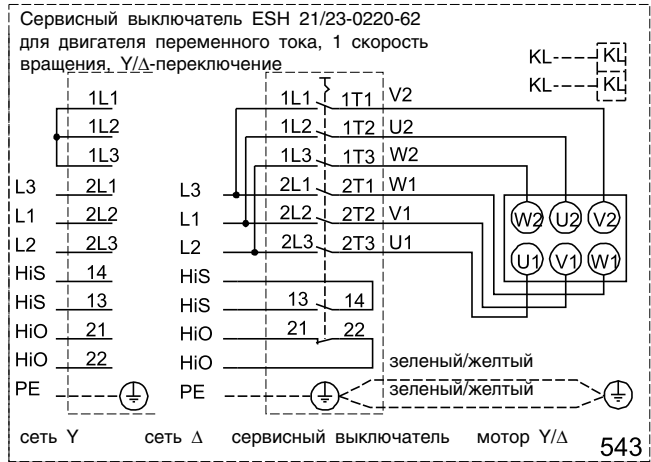 Сервисный выключатель ESH 21/23-0220-62
для двигателя переменного тока, 1 скорость
вращения, Y/Δ-переключение
KL KL
KL KL
1L1 1L1 1T1 V2
1L2 1L2 1T2 U2
1L3 1L3 1T3 W2
L3 2L1 L3 2L1 2T1 W1
L1 2L2 L1 2L2 2T2 V1
L2 2L3 L2 2L3 2T3 U1
W2 U2 V2
U1 V1 W1
HiS 14 HiS
HiS 13 HiS 13 14
HiO 21 HiO 21 22
HiO 22 HiO
зеленый/желтый
PE PE зеленый/желтый
сеть Y сеть Δ сервисный выключатель мотор Y/Δ
543